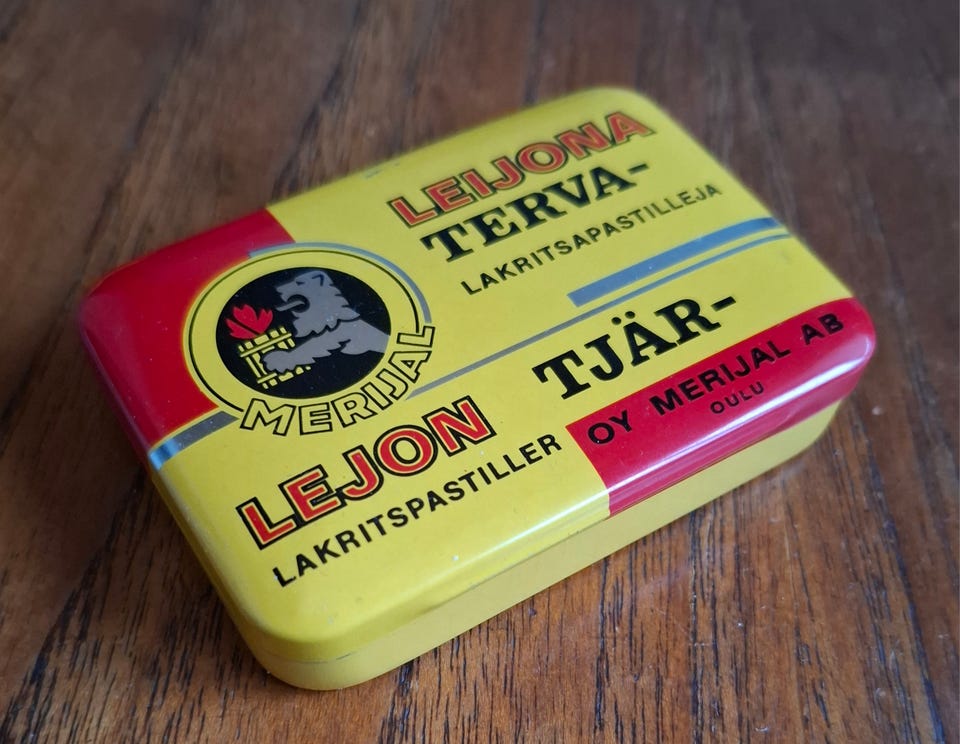 LEIJONA
TERVA-
LAKRITSAPASTILLEJA
MERIJAL
TJÄR-
LEJON
LAKRITSPASTILLER
OY MERIJAL AB
OULU